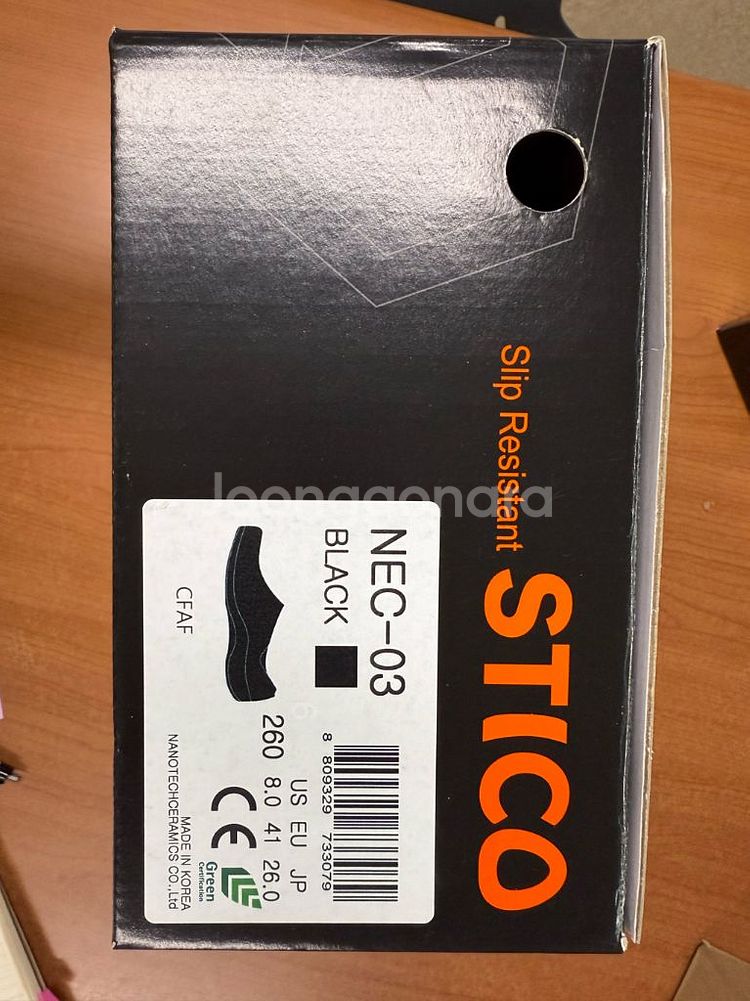 Slip Resistant STICO
NEC-03
BLACK
8 809329 733079
US EU JP
260 8.0 41 26.0
CE
Green
Certification
CFAF
MADE IN KOREA
NANOTECHCERAMICS CO.,Ltd
joonggonara